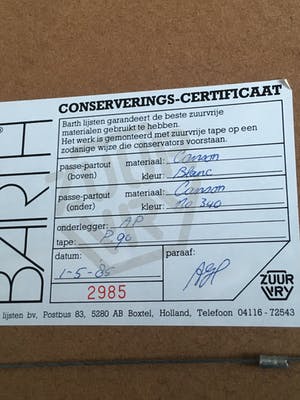 CONSERVERINGS-CERTIFICAAT
Barth lijsten garandeert de beste zuurvrije
materialen gebruikt te hebben.
Het werk is gemonteerd met zuurvrije tape op een
zodanige wijze die conservators voorstaan.
passe-partout materiaal: Canson
(boven) kleur: Blanc
passe-partout materiaal: Canson
(onder) kleur: no 340
onderlegger: AP
tape: P 90
datum: paraaf:
1-5-85
2985
ZUUR
VRY
BARTH
®
ZUUR
VRY
lijsten bv, Postbus 83, 5280 AB Boxtel, Holland, Telefoon 04116 - 72543